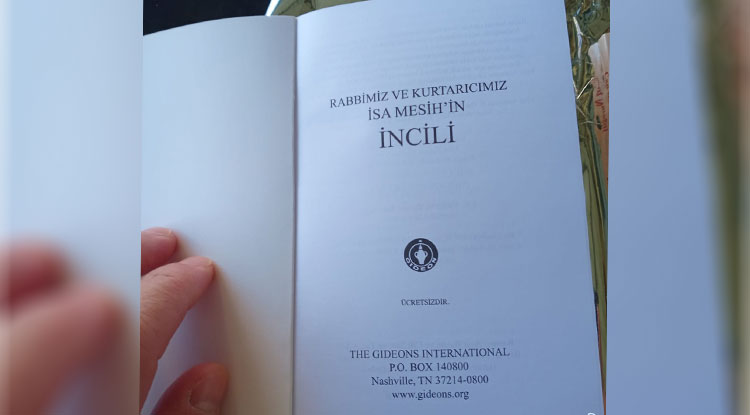 RABBİMİZ VE KURTARICIMIZ
İSA MESİH'İN
İNCİLİ
GIDEON
ÜCRETSİZDİR.
THE GIDEONS INTERNATIONAL
P.O. BOX 140800
Nashville, TN 37214-0800
www.gideons.org